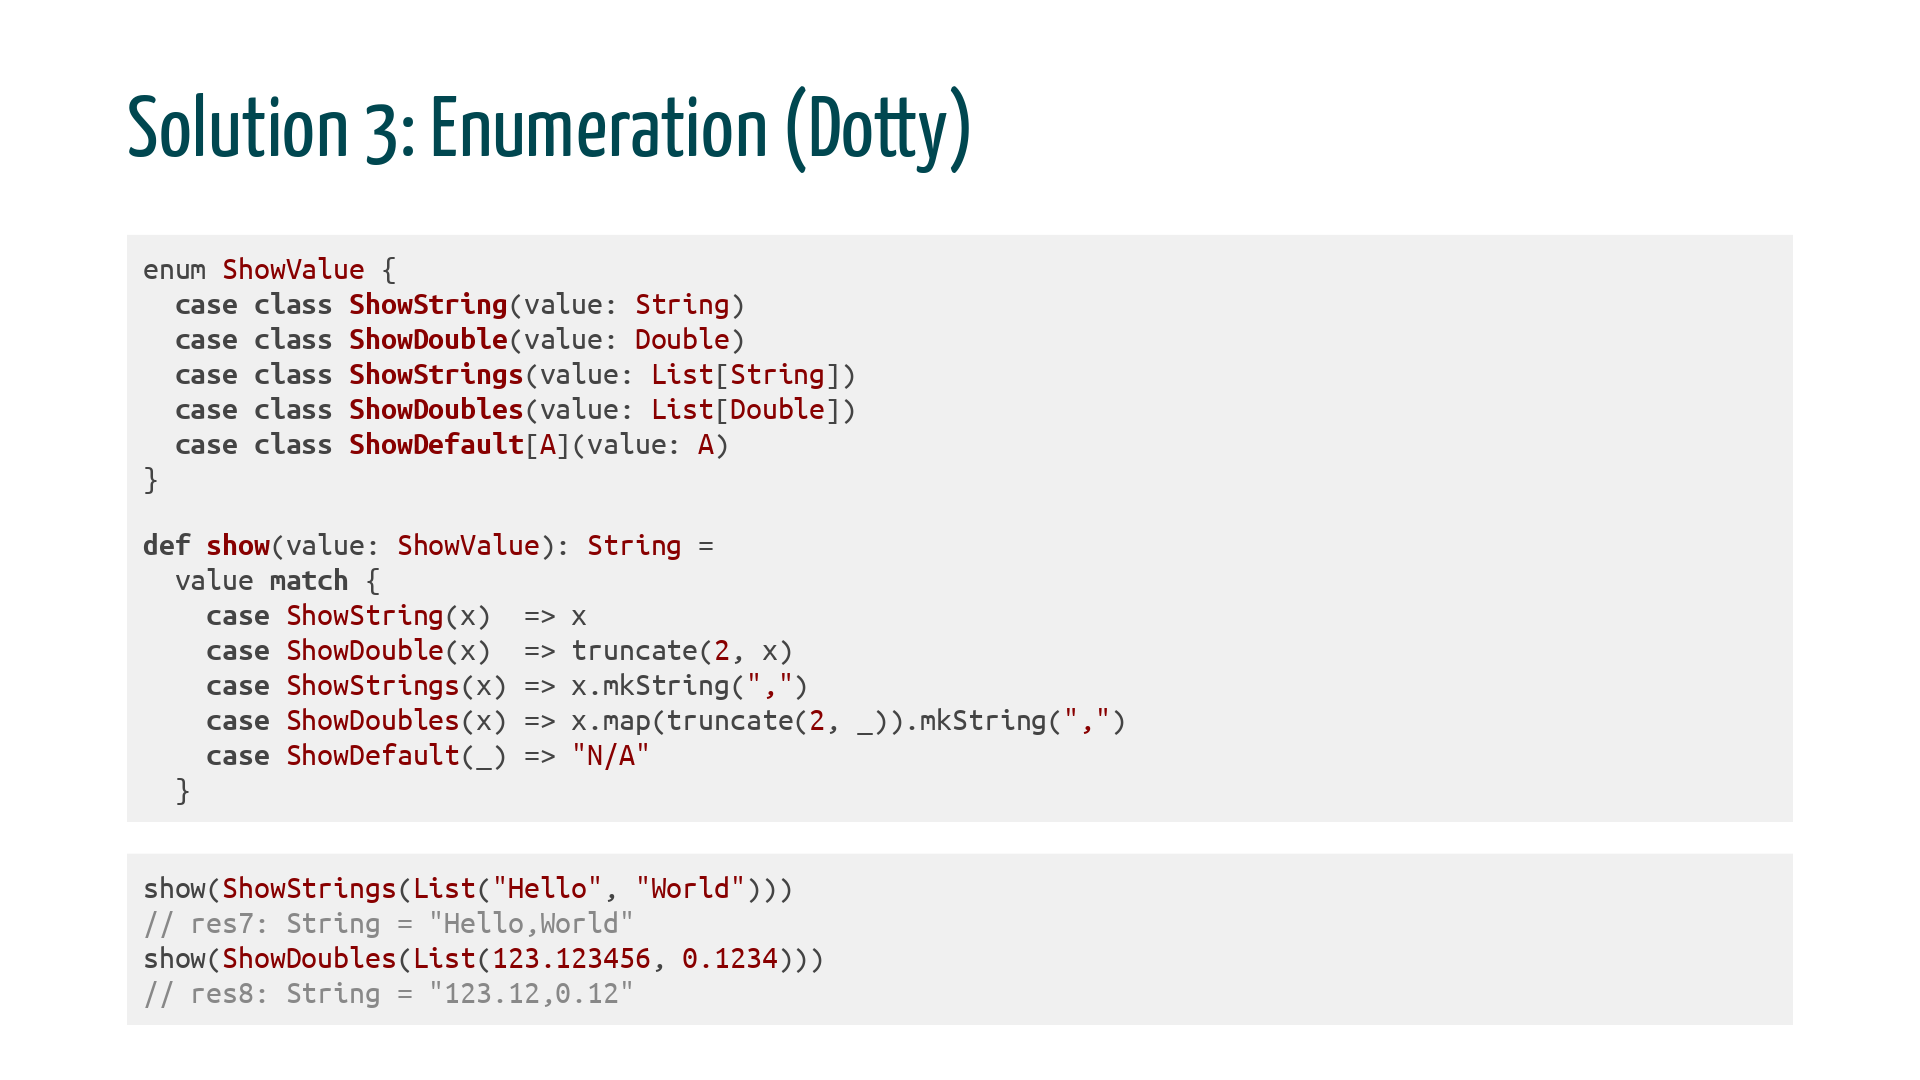 Solution 3: Enumeration (Dotty)
enum ShowValue {
  case class ShowString(value: String)
  case class ShowDouble(value: Double)
  case class ShowStrings(value: List[String])
  case class ShowDoubles(value: List[Double])
  case class ShowDefault[A](value: A)
}
def show(value: ShowValue): String =
  value match {
    case ShowString(x)  => x
    case ShowDouble(x)  => truncate(2, x)
    case ShowStrings(x) => x.mkString(",")
    case ShowDoubles(x) => x.map(truncate(2, _)).mkString(",")
    case ShowDefault(_) => "N/A"
  }
show(ShowStrings(List("Hello", "World")))
// res7: String = "Hello,World"
show(ShowDoubles(List(123.123456, 0.1234)))
// res8: String = "123.12,0.12"